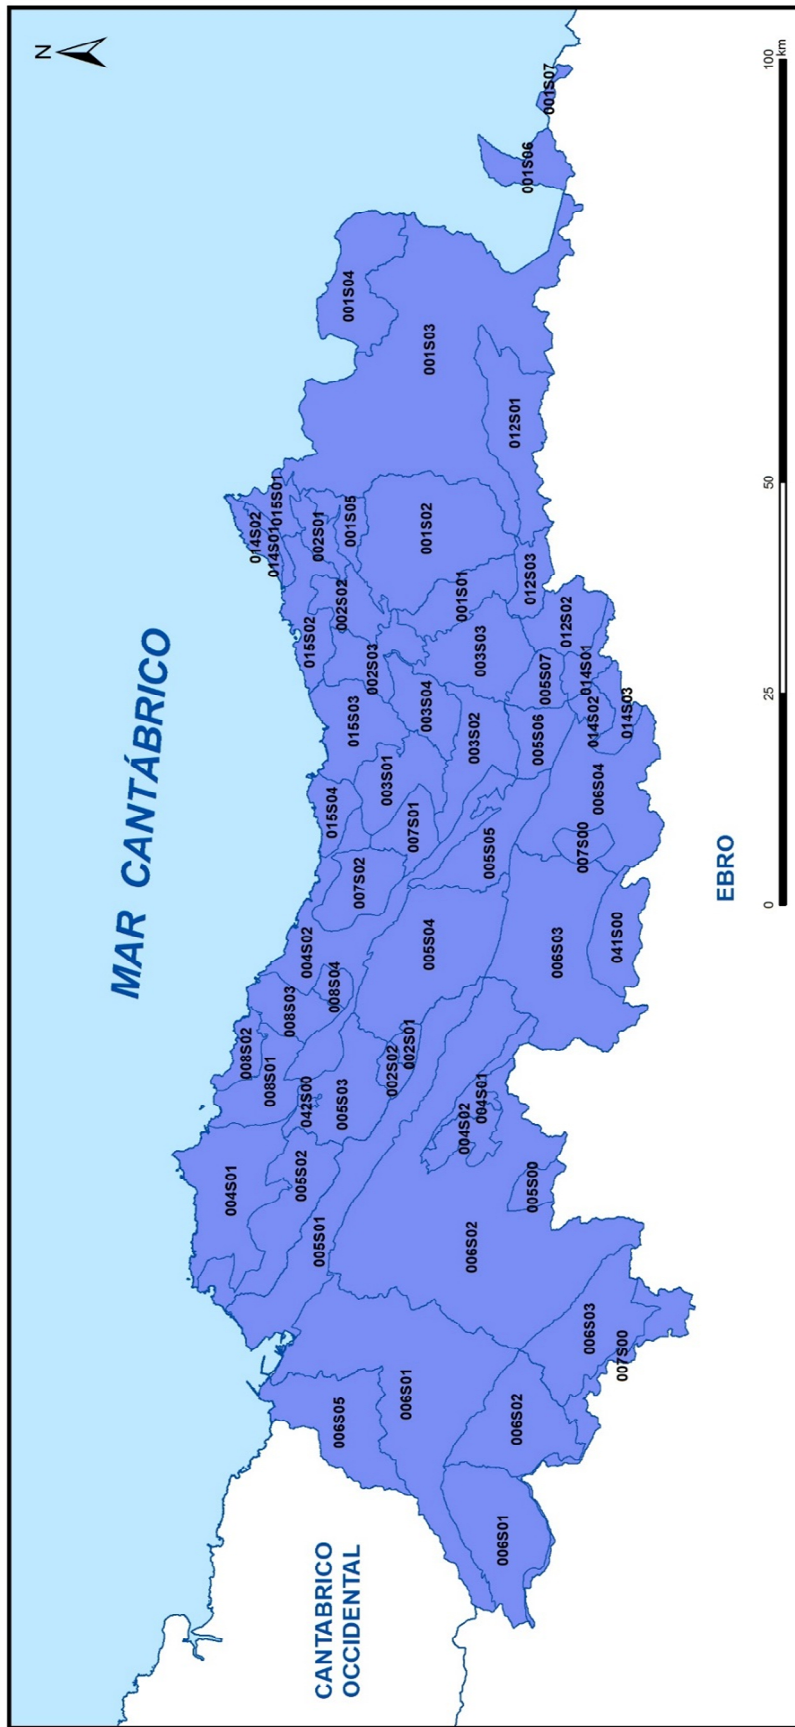 N
MAR CANTÁBRICO
004S01
008S02
014S02
008S01
014S01
015S01
005S02
008S03
042S00
004S02
015S02
002S01
005S01
006S05
015S04
008S04
005S03
002S02
001S05
001S04
015S03
007S02
002S03
003S01
002S02
006S01
002S01
007S01
005S04
003S04
001S02
001S03
001S01
004S02
006S02
004S01
003S02
003S03
005S05
006S01
006S02
012S01
001S06
005S00
012S03
005S06
005S07
001S07
006S03
012S02
006S03
007S00
014S01
014S02
006S04
041S00
007S00
014S03
CANTABRICO
OCCIDENTAL
EBRO
0
25
50
100
km